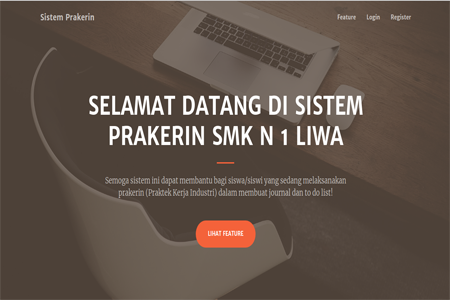 Sistem Prakerin
Feature Login Register
SELAMAT DATANG DI SISTEM
PRAKERIN SMK N 1 LIWA
Semoga sistem ini dapat membantu bagi siswa/siswi yang sedang melaksanakan
prakerin (Praktek Kerja Industri) dalam membuat journal dan to do list!
LIHAT FEATURE